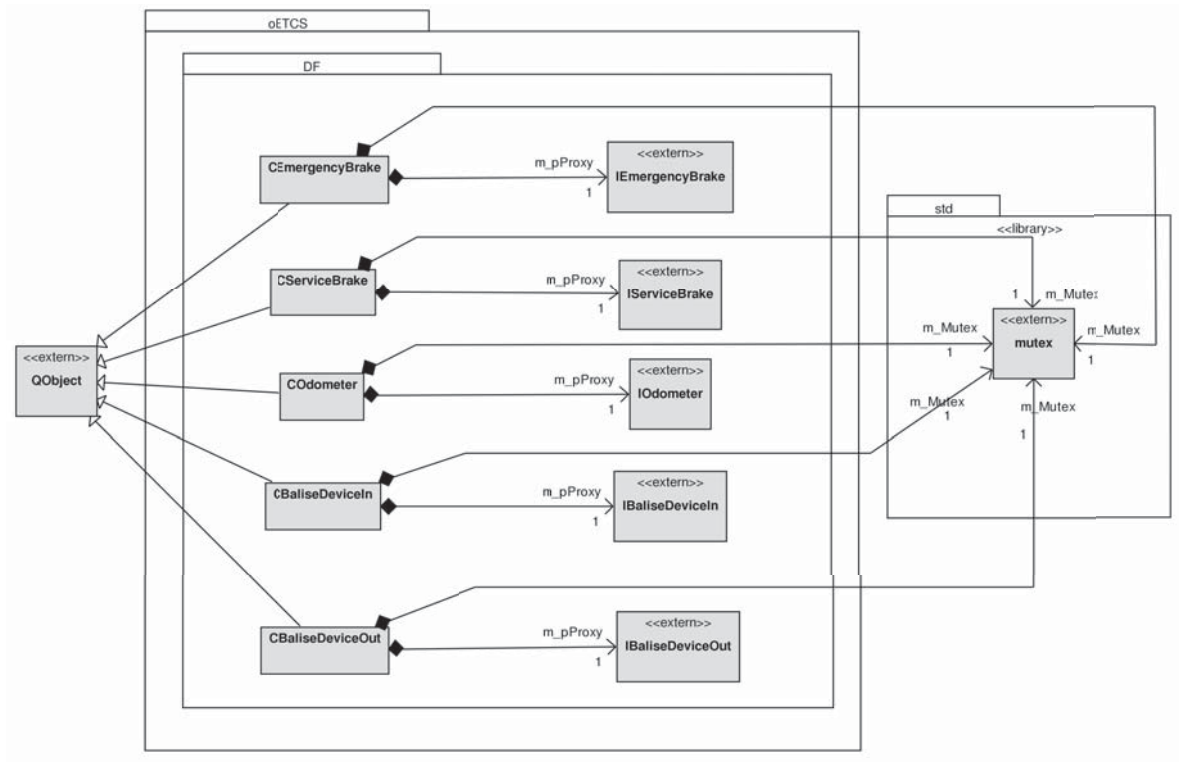 oETCS
DF
CEmergencyBrake
m_pProxy
1
<<extern>>
IEmergencyBrake
std
<<library>>
CServiceBrake
m_pProxy
1
<<extern>>
IServiceBrake
1
m_Mutex
<<extern>>
mutex
m_Mutex
1
m_Mutex
1
<<extern>>
QObject
COdometer
m_pProxy
1
<<extern>>
IOdometer
m_Mutex
1
m_Mutex
1
CBaliseDeviceIn
m_pProxy
1
<<extern>>
IBaliseDeviceIn
CBaliseDeviceOut
m_pProxy
1
<<extern>>
IBaliseDeviceOut